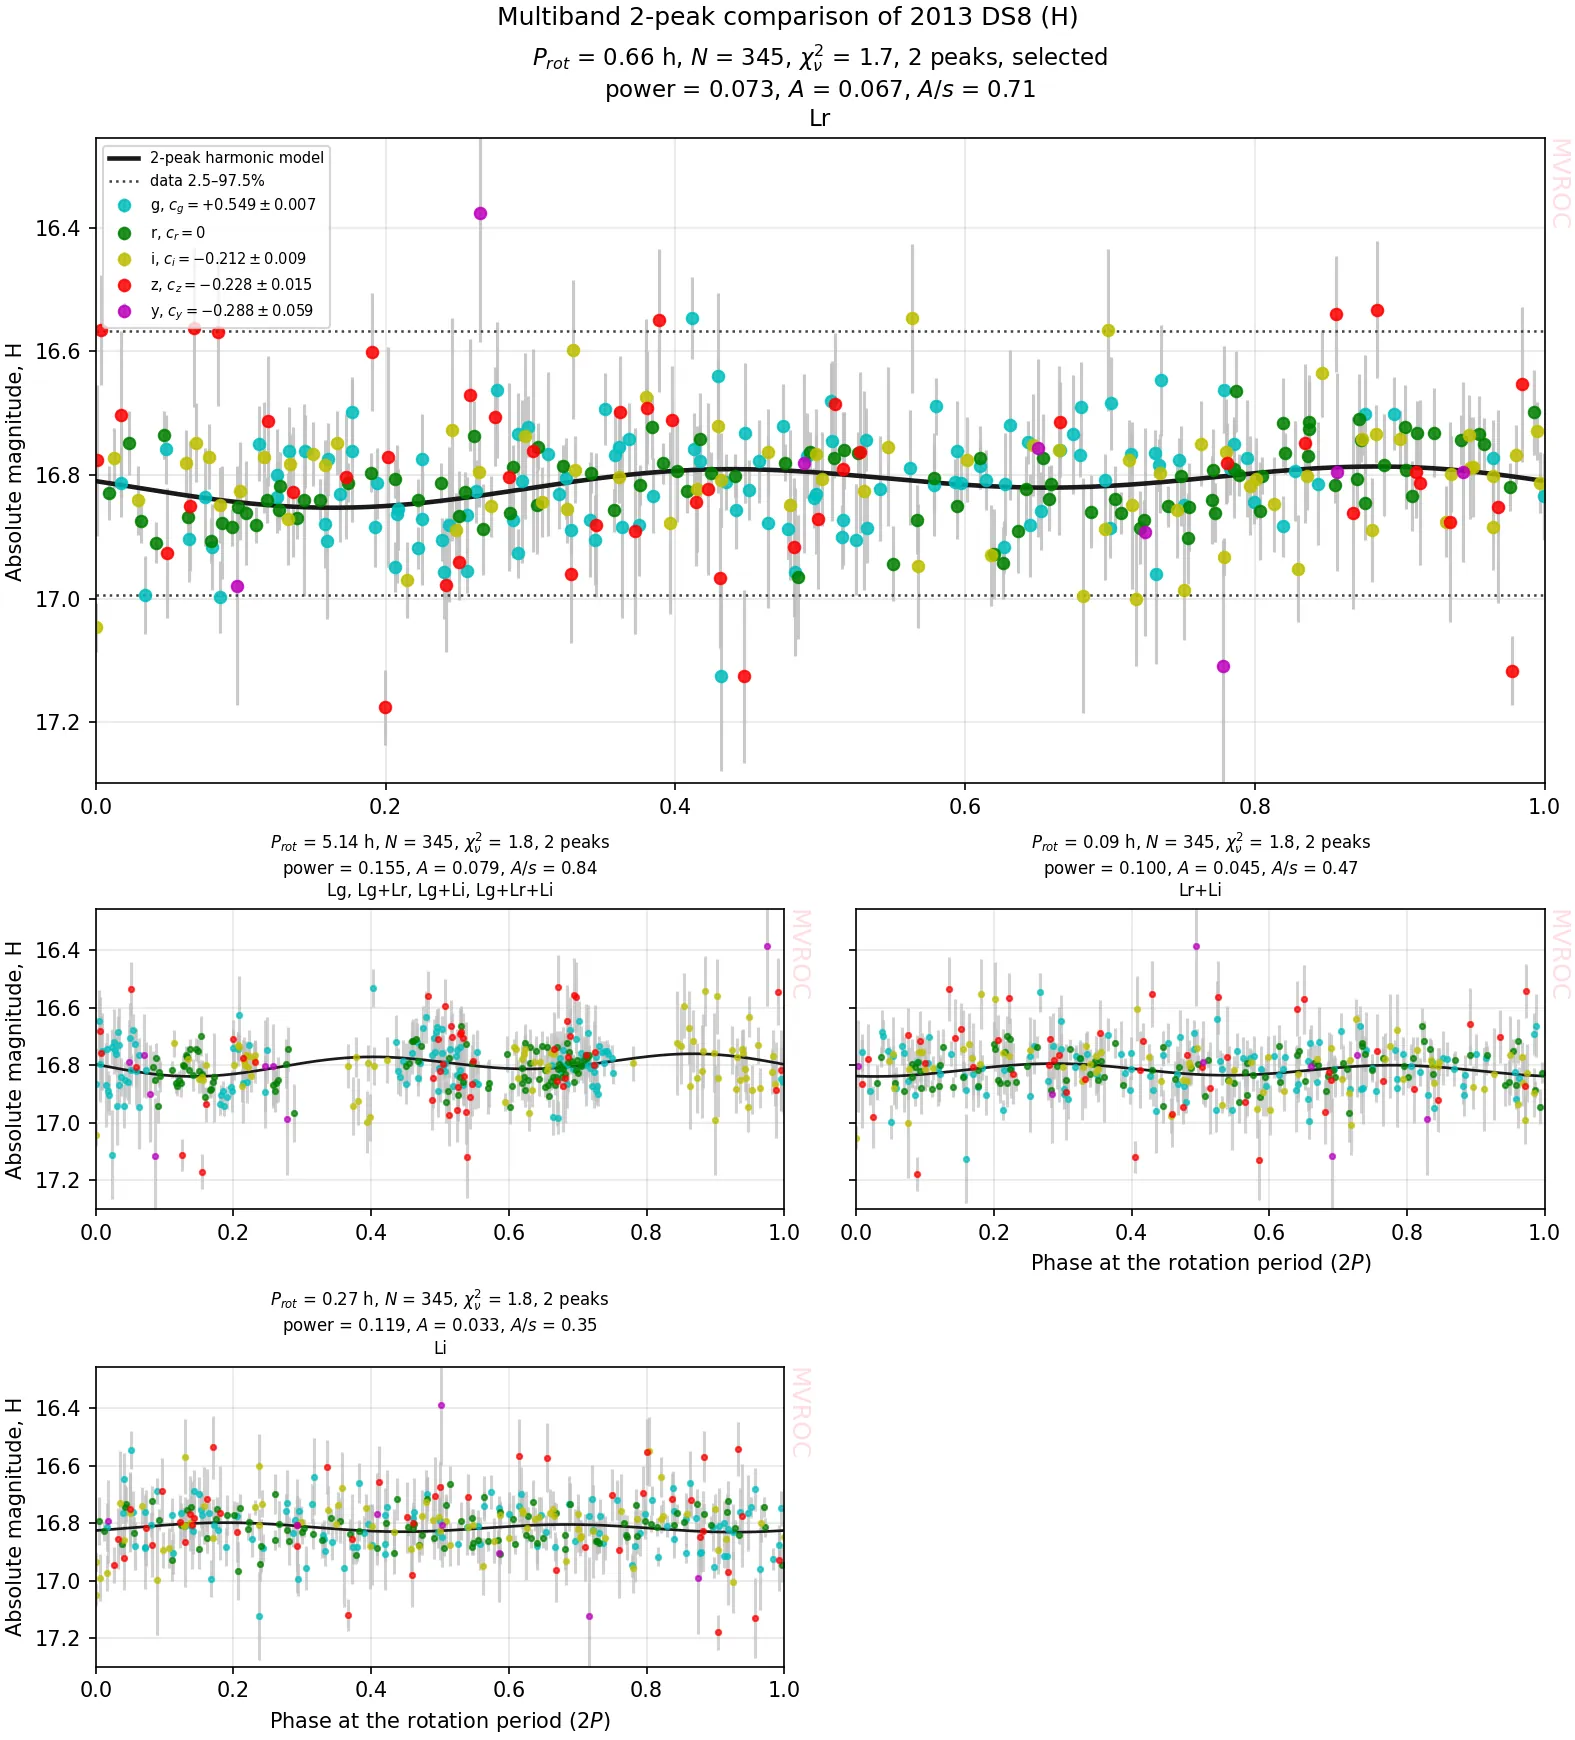 Multiband 2-peak comparison of 2013 DS8 (H)
P_rot = 0.66 h, N = 345, χ²_ν = 1.7, 2 peaks, selected
power = 0.073, A = 0.067, A/s = 0.71
Lr
2-peak harmonic model
data 2.5–97.5%
g, c_g = +0.549 ± 0.007
r, c_r = 0
i, c_i = −0.212 ± 0.009
z, c_z = −0.228 ± 0.015
y, c_y = −0.288 ± 0.059
Absolute magnitude, H
16.4
16.6
16.8
17.0
17.2
0.0 0.2 0.4 0.6 0.8 1.0
MVROC
P_rot = 5.14 h, N = 345, χ²_ν = 1.8, 2 peaks
power = 0.155, A = 0.079, A/s = 0.84
Lg, Lg+Lr, Lg+Li, Lg+Lr+Li
Absolute magnitude, H
16.4
16.6
16.8
17.0
17.2
0.0 0.2 0.4 0.6 0.8 1.0
MVROC
P_rot = 0.09 h, N = 345, χ²_ν = 1.8, 2 peaks
power = 0.100, A = 0.045, A/s = 0.47
Lr+Li
0.0 0.2 0.4 0.6 0.8 1.0
Phase at the rotation period (2P)
MVROC
P_rot = 0.27 h, N = 345, χ²_ν = 1.8, 2 peaks
power = 0.119, A = 0.033, A/s = 0.35
Li
Absolute magnitude, H
16.4
16.6
16.8
17.0
17.2
0.0 0.2 0.4 0.6 0.8 1.0
Phase at the rotation period (2P)
MVROC